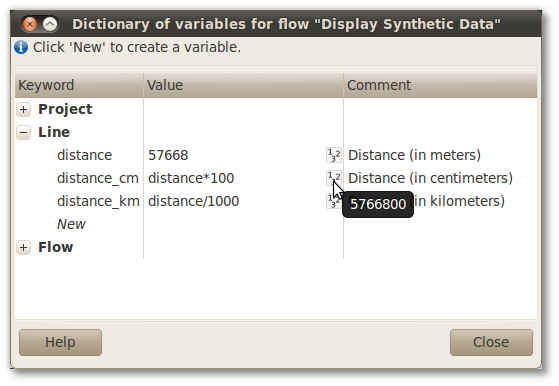 Dictionary of variables for flow "Display Synthetic Data"
Click 'New' to create a variable.
Keyword Value Comment
Project
Line
distance 57668 Distance (in meters)
distance_cm distance*100 Distance (in centimeters)
distance_km distance/1000 (in kilometers)
5766800
New
Flow
Help Close